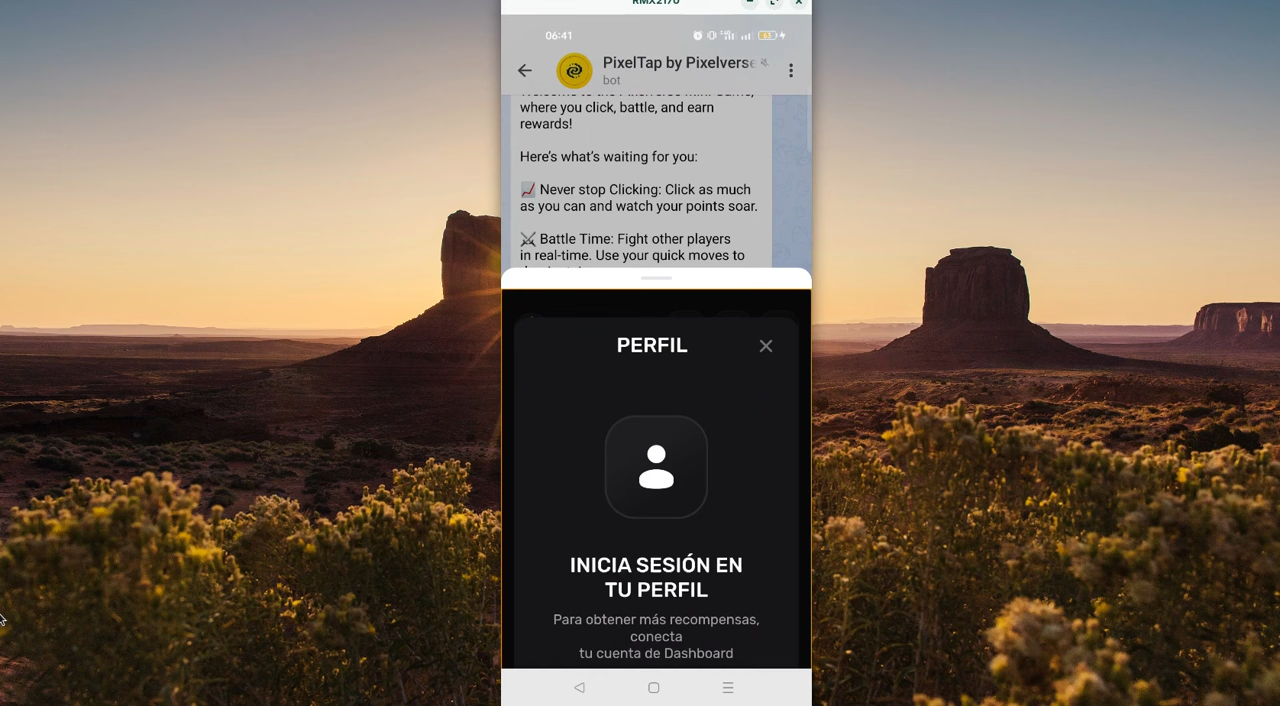 RMX2170
06:41
63
PixelTap by Pixelverse
bot
where you click, battle, and earn
rewards!
Here's what's waiting for you:
📈 Never stop Clicking: Click as much
as you can and watch your points soar.
⚔ Battle Time: Fight other players
in real-time. Use your quick moves to
PERFIL
INICIA SESIÓN EN
TU PERFIL
Para obtener más recompensas,
conecta
tu cuenta de Dashboard